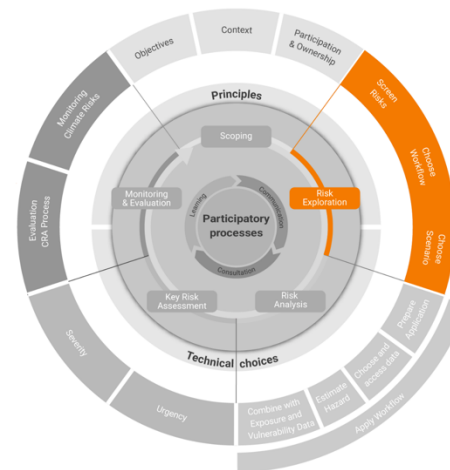 Objectives
Context
Participation
& Ownership
Screen
Risks
Choose
Workflow
Choose
Scenario
Monitoring
Climate Risks
Evaluation
CRA Process
Principles
Scoping
Monitoring
& Evaluation
Risk
Exploration
Learning
Communication
Participatory
processes
Consultation
Key Risk
Assessment
Risk
Analysis
Technical choices
Severity
Urgency
Prepare
Application
Choose and
access data
Estimate
Hazard
Combine with
Exposure and
Vulnerability Data
Apply Workflow